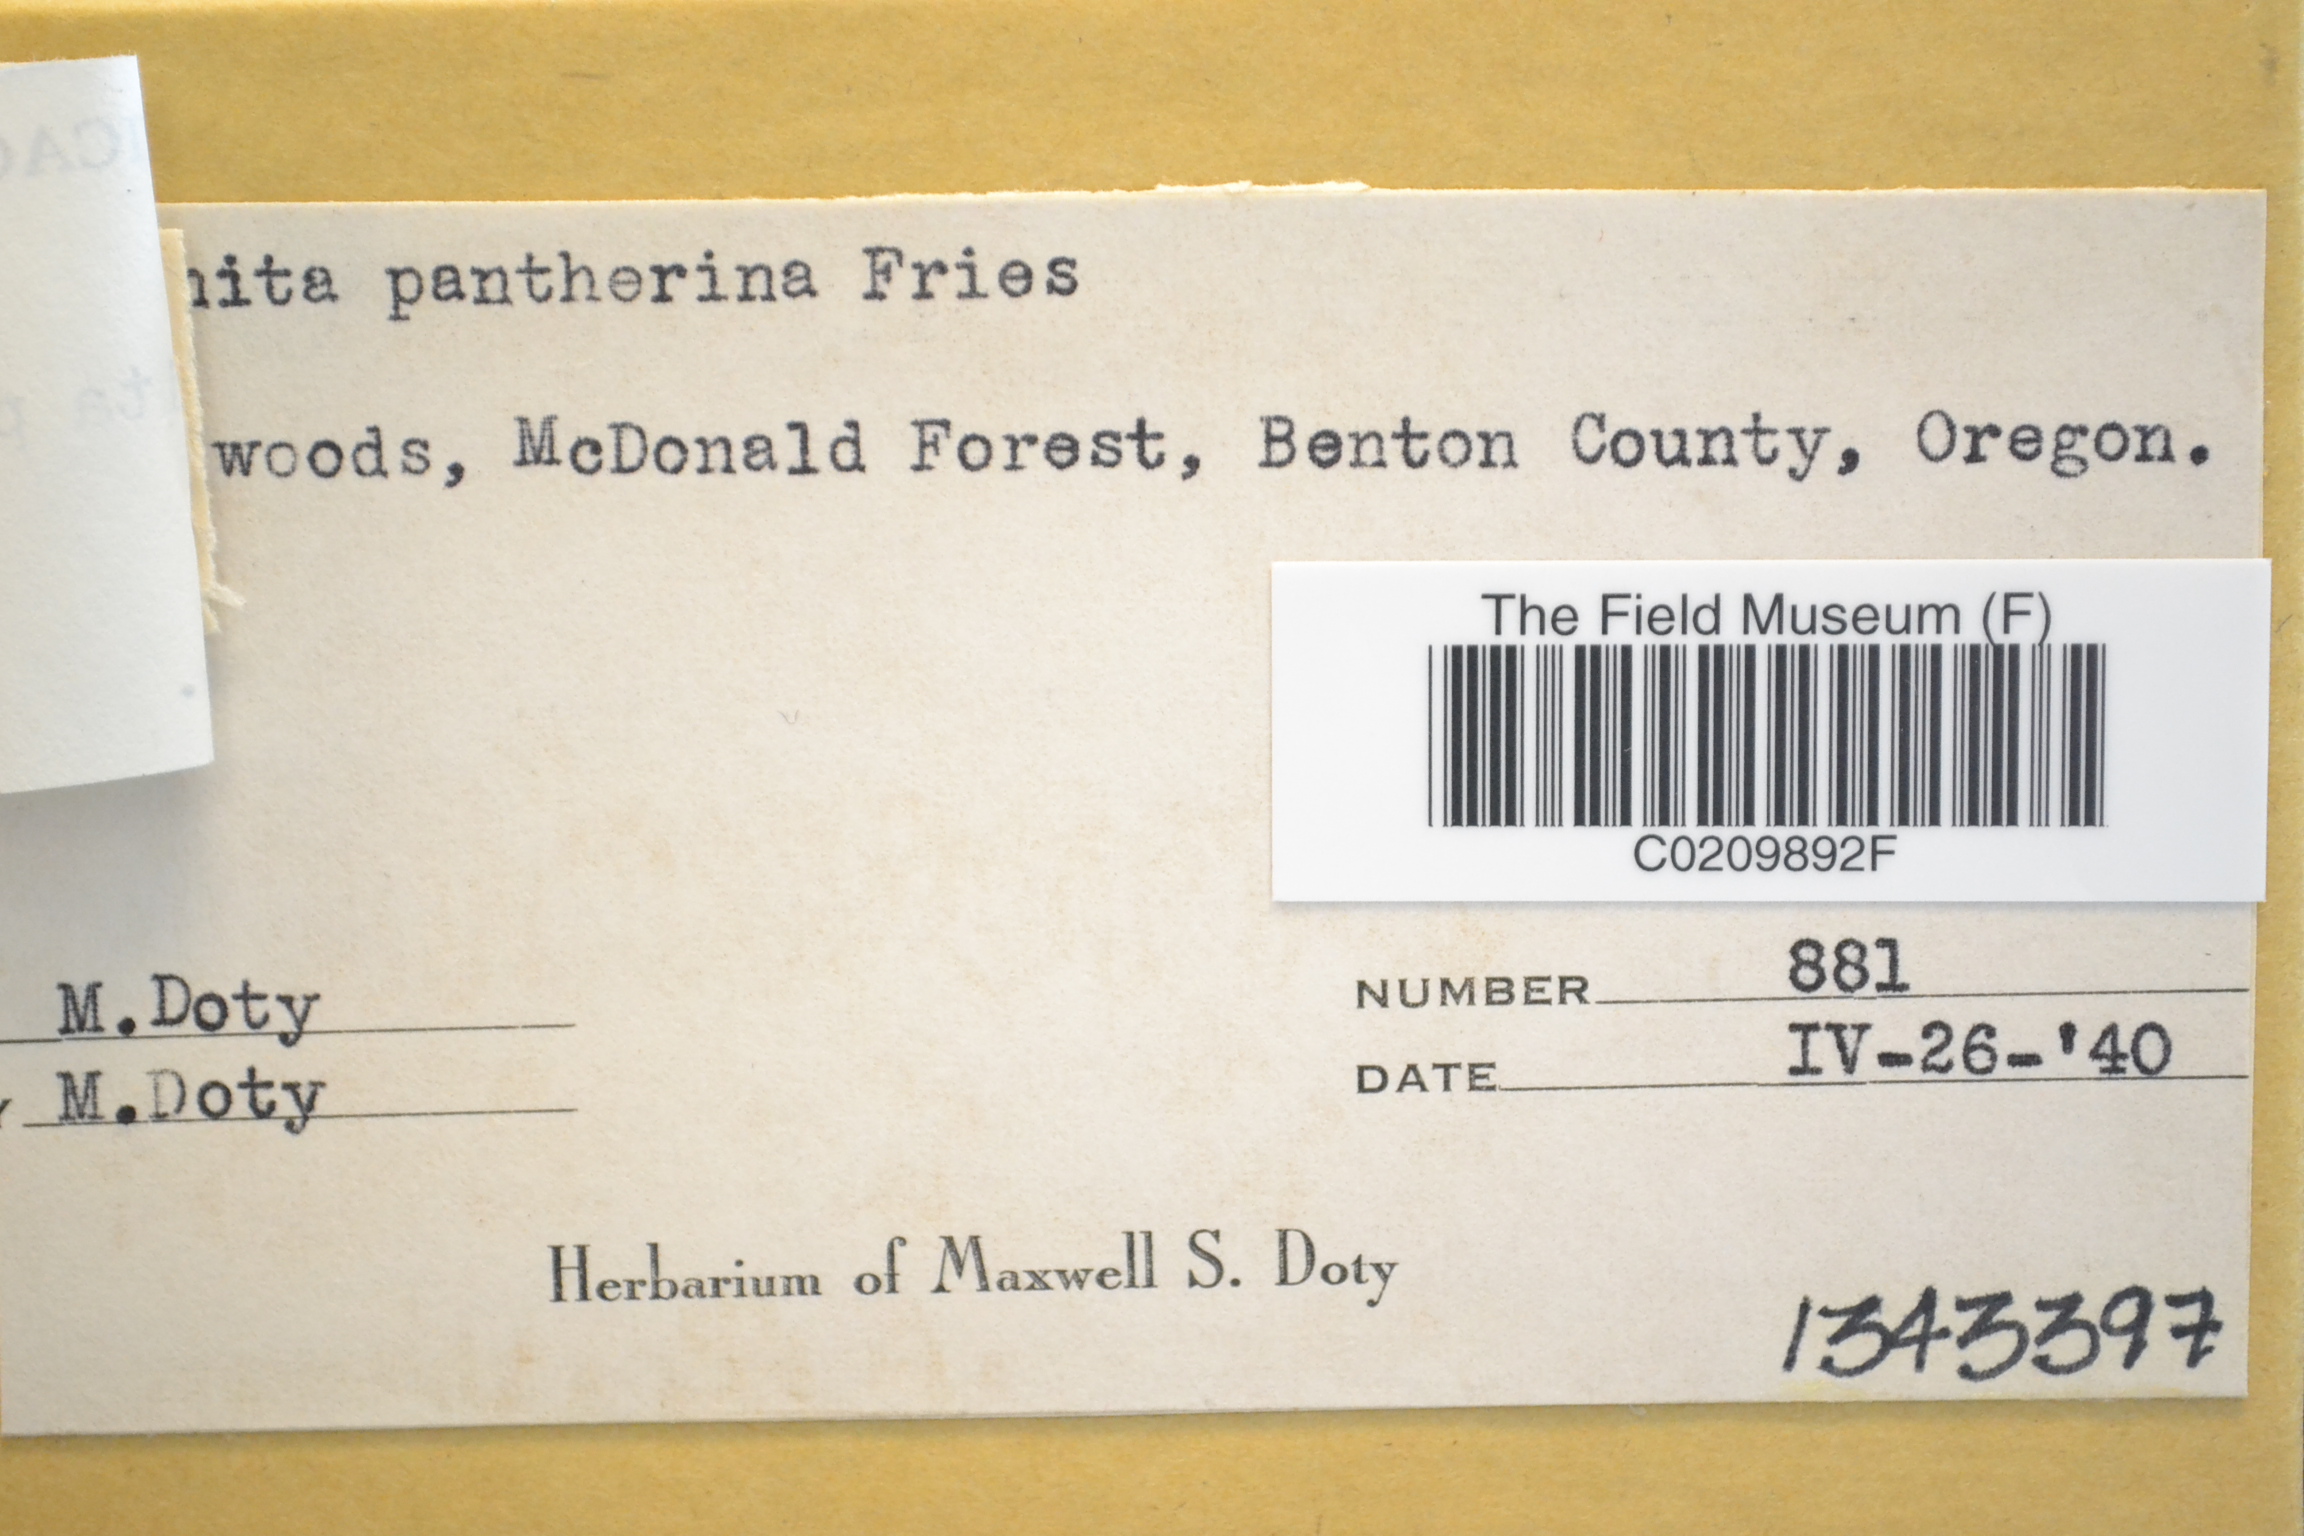 nita pantherina Fries
woods, McDonald Forest, Benton County, Oregon.
The Field Museum (F)
C0209892F
M.Doty
M.Doty
NUMBER 881
DATE IV-26-'40
Herbarium of Maxwell S. Doty
1343397